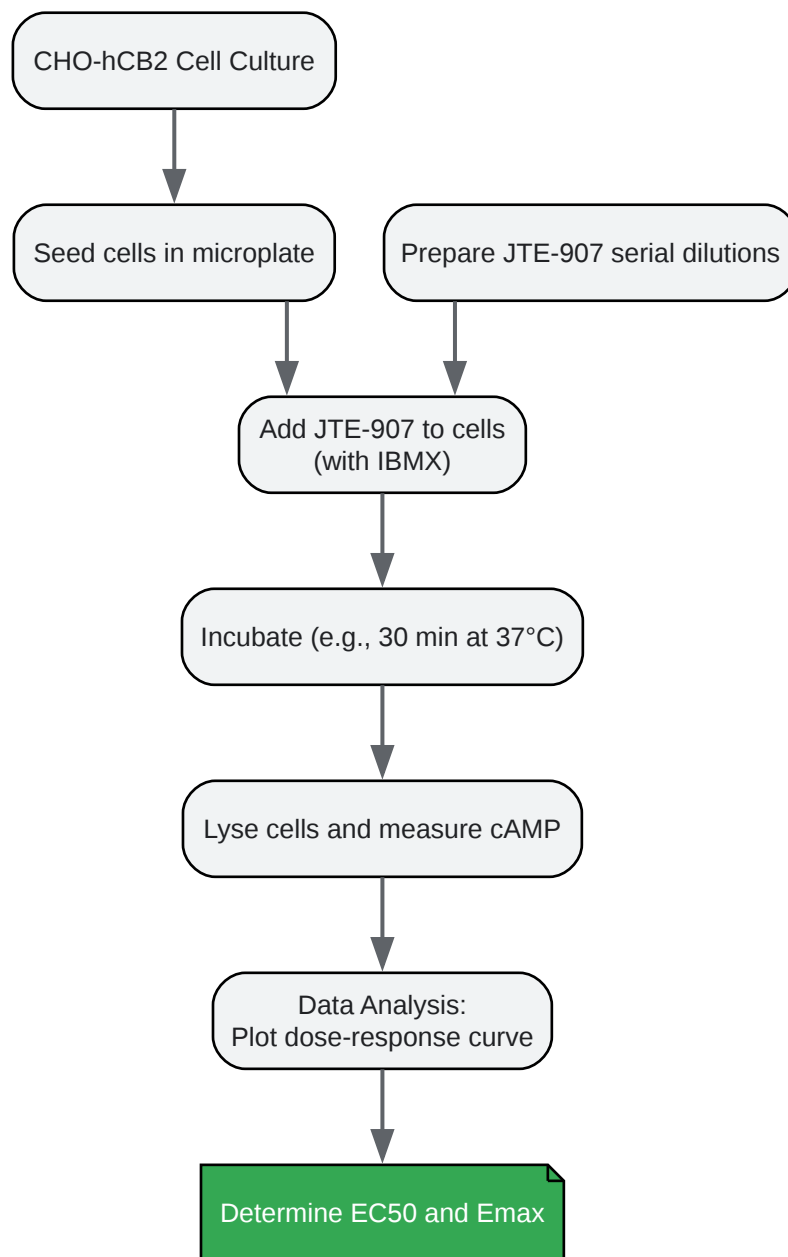 CHO-hCB2 Cell Culture
Seed cells in microplate
Prepare JTE-907 serial dilutions
Add JTE-907 to cells
(with IBMX)
Incubate (e.g., 30 min at 37°C)
Lyse cells and measure cAMP
Data Analysis:
Plot dose-response curve
Determine EC50 and Emax